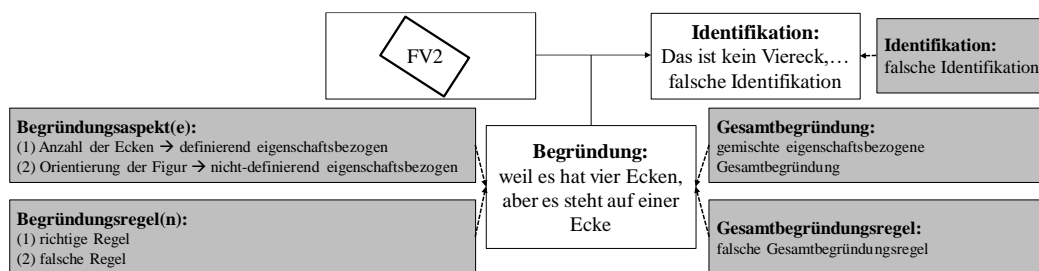 FV2
Identifikation:
Das ist kein Viereck,…
falsche Identifikation
Identifikation:
falsche Identifikation
Begründungsaspekt(e):
(1) Anzahl der Ecken → definierend eigenschaftsbezogen
(2) Orientierung der Figur → nicht-definierend eigenschaftsbezogen
Begründung:
weil es hat vier Ecken,
aber es steht auf einer
Ecke
Gesamtbegründung:
gemischte eigenschaftsbezogene
Gesamtbegründung
Begründungsregel(n):
(1) richtige Regel
(2) falsche Regel
Gesamtbegründungsregel:
falsche Gesamtbegründungsregel